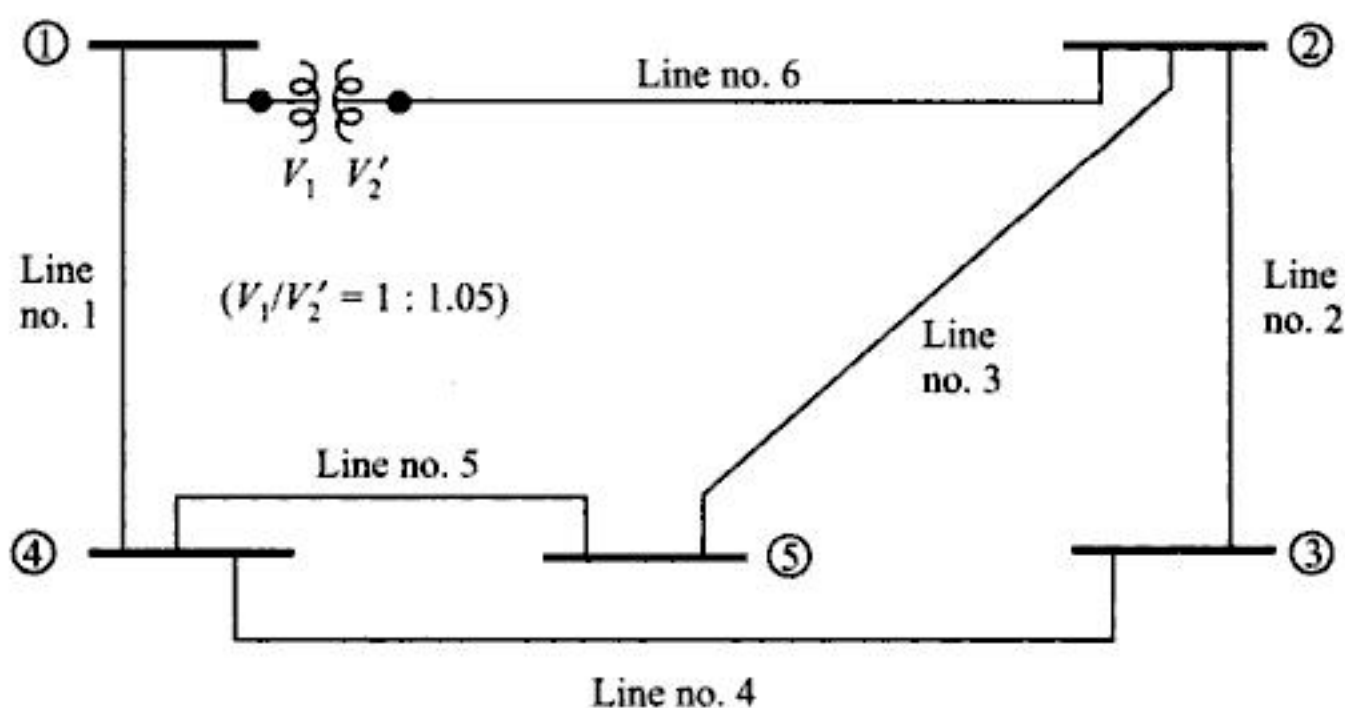 ①
②
Line no. 6
V₁ V₂′
Line
no. 1
(V₁/V₂′ = 1 : 1.05)
Line
no. 2
Line
no. 3
Line no. 5
④
⑤
③
Line no. 4